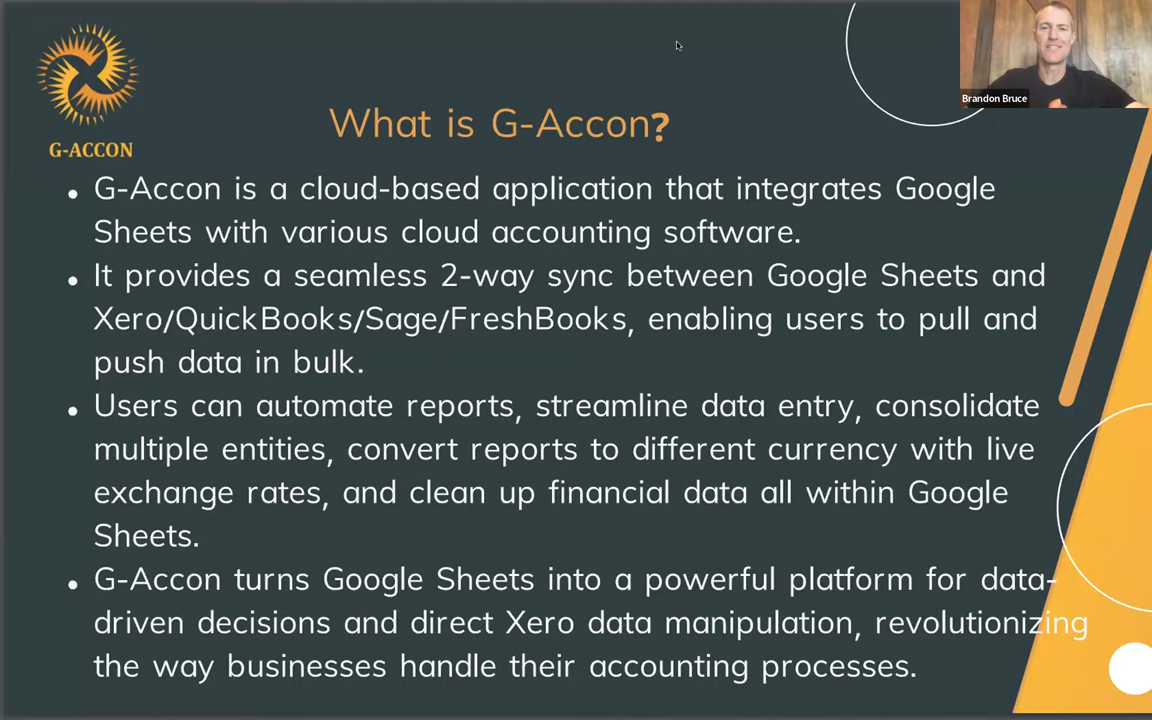 G-ACCON
Brandon Bruce
What is G-Accon?
• G-Accon is a cloud-based application that integrates Google
Sheets with various cloud accounting software.
• It provides a seamless 2-way sync between Google Sheets and
Xero/QuickBooks/Sage/FreshBooks, enabling users to pull and
push data in bulk.
• Users can automate reports, streamline data entry, consolidate
multiple entities, convert reports to different currency with live
exchange rates, and clean up financial data all within Google
Sheets.
• G-Accon turns Google Sheets into a powerful platform for data-
driven decisions and direct Xero data manipulation, revolutionizing
the way businesses handle their accounting processes.